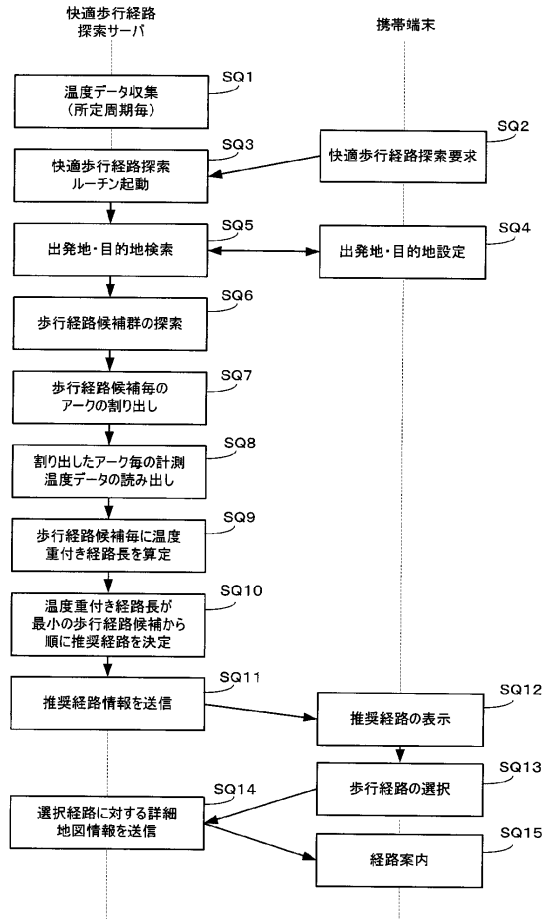 快適歩行経路
探索サーバ
携帯端末
SQ1
温度データ収集
(所定周期毎)
SQ2
快適歩行経路探索要求
SQ3
快適歩行経路探索
ルーチン起動
SQ4
出発地・目的地設定
SQ5
出発地・目的地検索
SQ6
歩行経路候補群の探索
SQ7
歩行経路候補毎の
アークの割り出し
SQ8
割り出したアーク毎の計測
温度データの読み出し
SQ9
歩行経路候補毎に温度
重付き経路長を算定
SQ10
温度重付き経路長が
最小の歩行経路候補から
順に推奨経路を決定
SQ11
推奨経路情報を送信
SQ12
推奨経路の表示
SQ13
歩行経路の選択
SQ14
選択経路に対する詳細
地図情報を送信
SQ15
経路案内